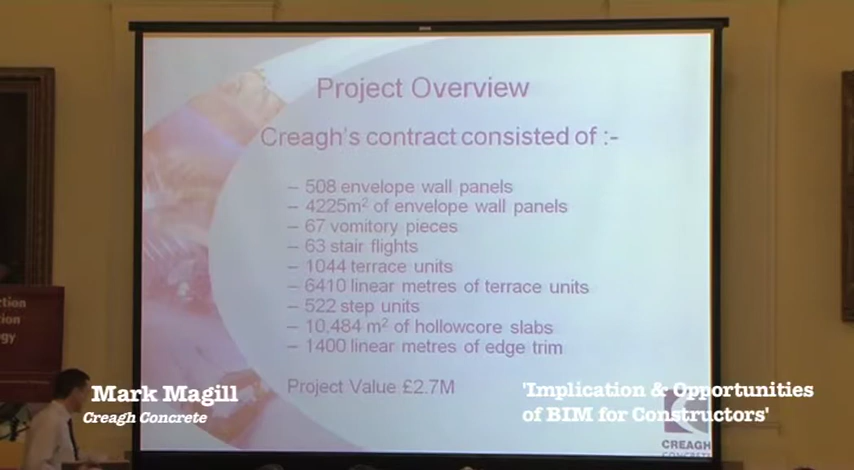 Project Overview
Creagh's contract consisted of :-
– 508 envelope wall panels
– 4225m² of envelope wall panels
– 67 vomitory pieces
– 63 stair flights
– 1044 terrace units
– 6410 linear metres of terrace units
– 522 step units
– 10,484 m² of hollowcore slabs
– 1400 linear metres of edge trim
Project Value £2.7M
Mark Magill
Creagh Concrete
'Implication & Opportunities
of BIM for Constructors'
CREAGH
CONCRETE